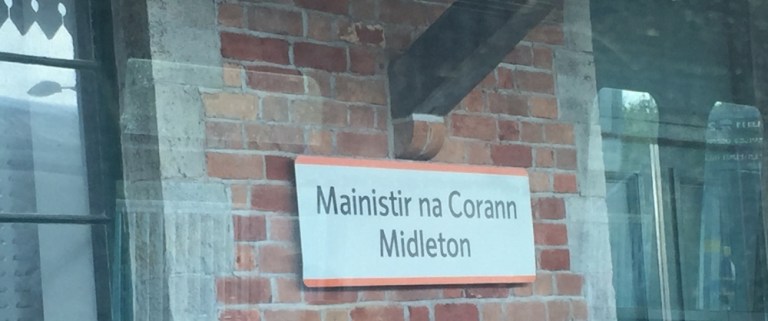 Mainistir na Corann
Midleton